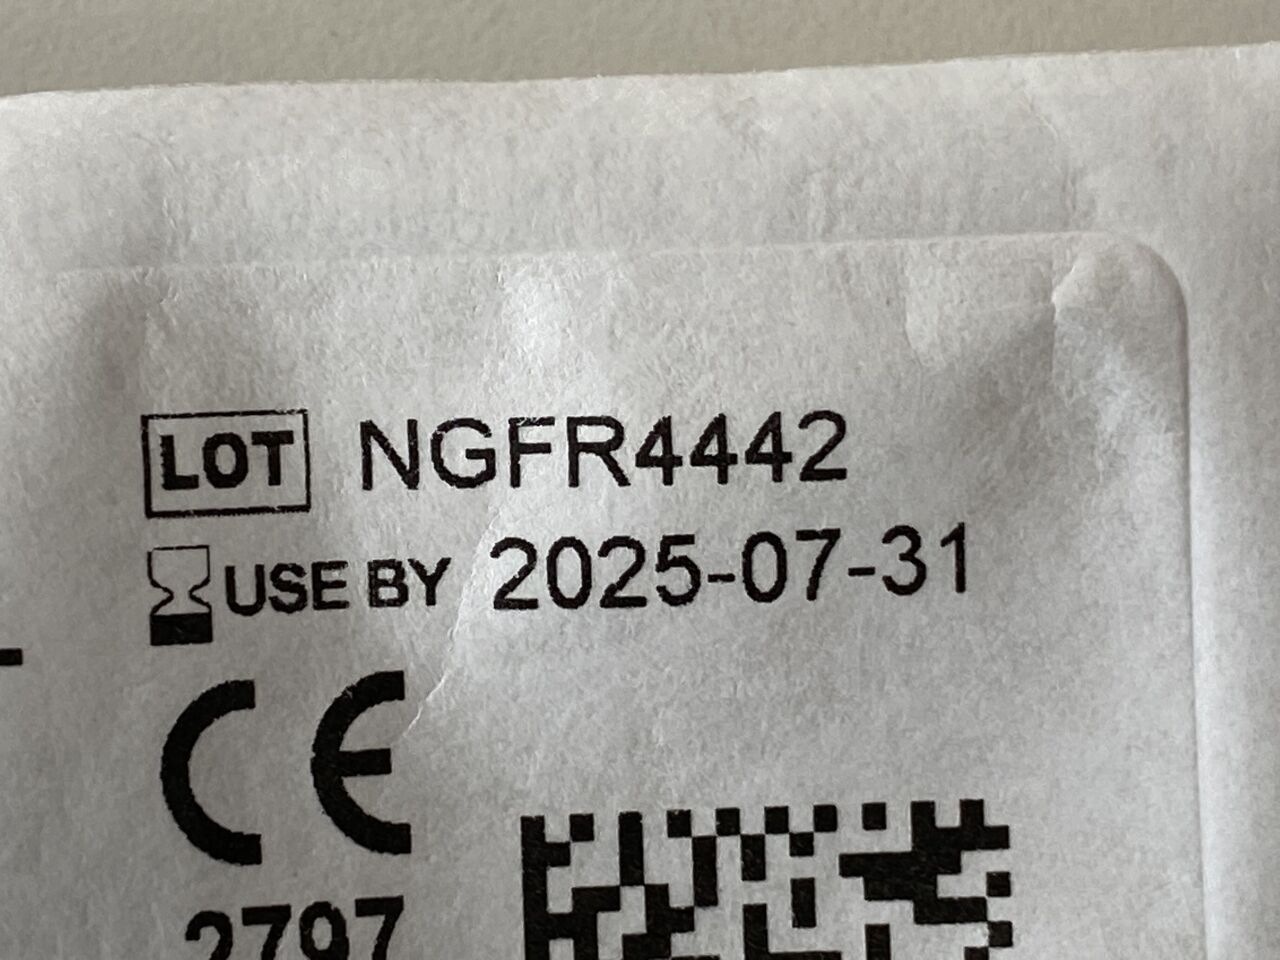 LOT NGFR4442
USE BY 2025-07-31
CE
2797